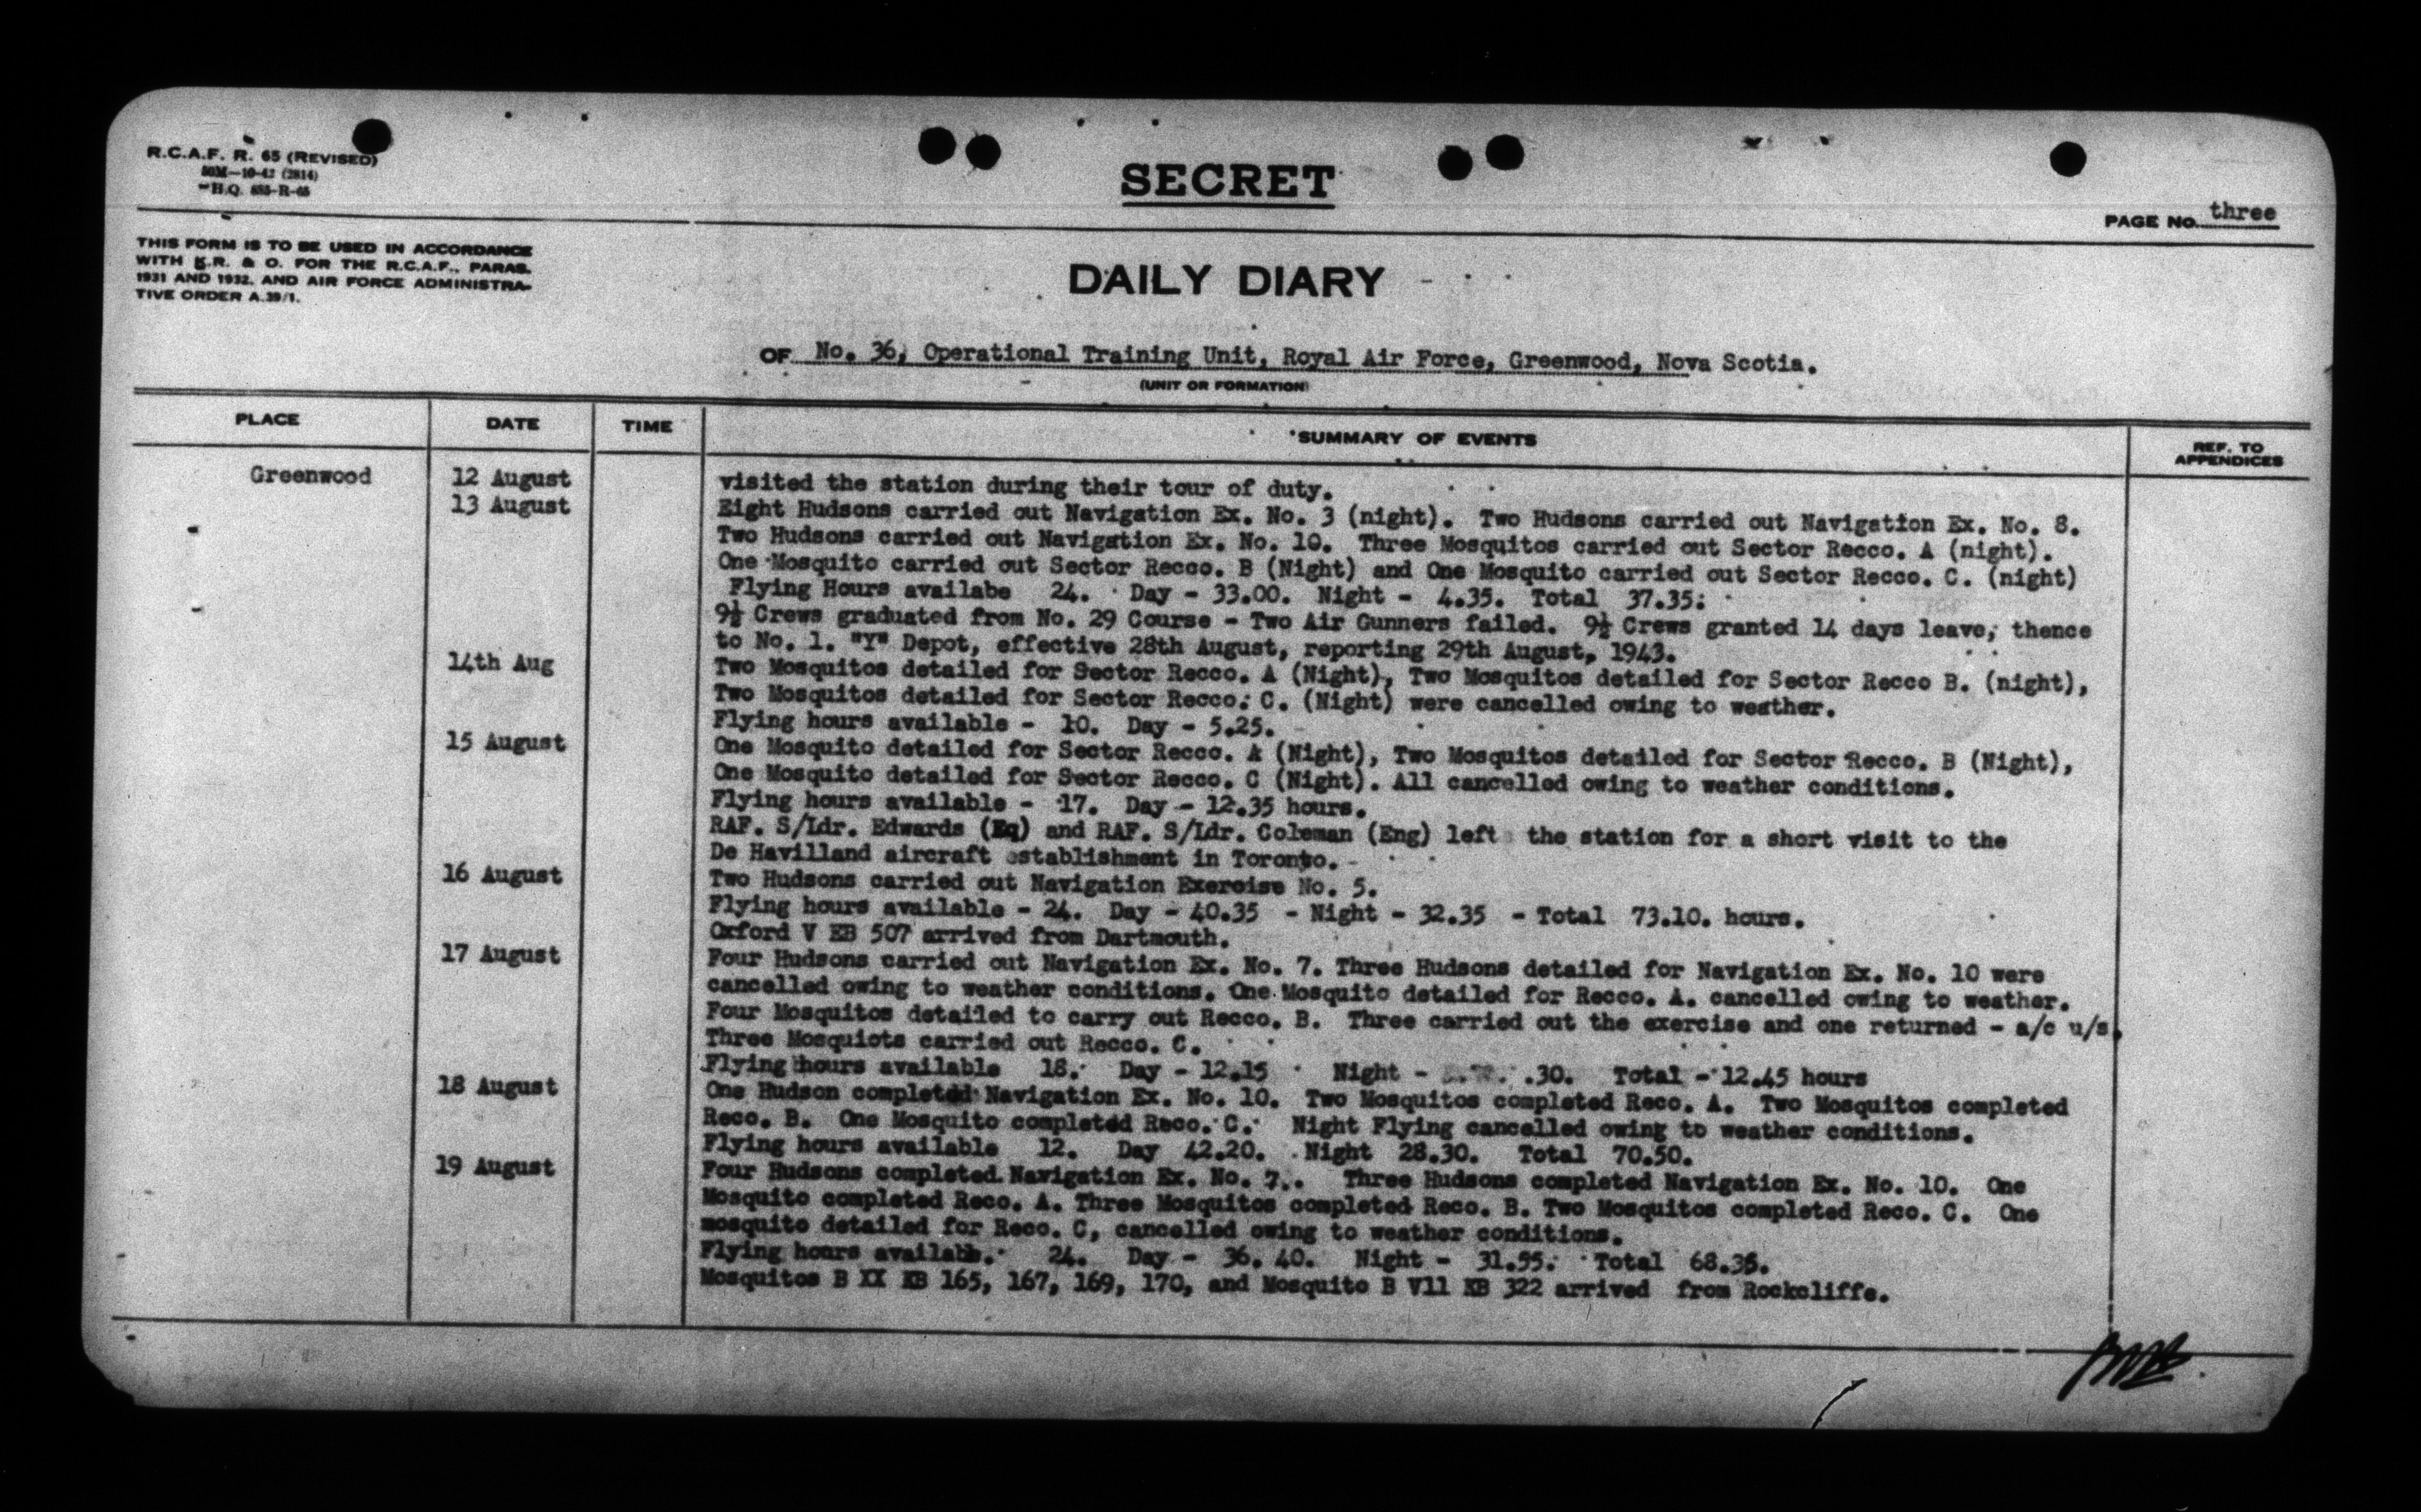 R.C.A.F. R. 65 (REVISED)
50M—10-42 (2814)
H.Q. 885-R-65
SECRET
PAGE NO. three
THIS FORM IS TO BE USED IN ACCORDANCE
WITH K.R. & O. FOR THE R.C.A.F., PARAS.
1931 AND 1932. AND AIR FORCE ADMINISTRA-
TIVE ORDER A.39/1.
DAILY DIARY
OF No. 36, Operational Training Unit, Royal Air Force, Greenwood, Nova Scotia.
(UNIT OR FORMATION)
PLACE DATE TIME SUMMARY OF EVENTS REF. TO APPENDICES
Greenwood 12 August visited the station during their tour of duty.
13 August Eight Hudsons carried out Navigation Ex. No. 3 (night). Two Hudsons carried out Navigation Ex. No. 8.
Two Hudsons carried out Navigation Ex. No. 10. Three Mosquitos carried out Sector Recco. A (night).
One Mosquito carried out Sector Recco. B (Night) and One Mosquito carried out Sector Recco. C. (night)
Flying Hours availabe 24. Day - 33.00. Night - 4.35. Total 37.35.
9½ Crews graduated from No. 29 Course - Two Air Gunners failed. 9½ Crews granted 14 days leave, thence
to No. 1. "Y" Depot, effective 28th August, reporting 29th August, 1943.
14th Aug Two Mosquitos detailed for Sector Recco. A (Night), Two Mosquitos detailed for Sector Recco B. (night),
Two Mosquitos detailed for Sector Recco. C. (Night) were cancelled owing to weather.
Flying hours available - 10. Day - 5.25.
15 August One Mosquito detailed for Sector Recco. A (Night), Two Mosquitos detailed for Sector Recco. B (Night),
One Mosquito detailed for Sector Recco. C (Night). All cancelled owing to weather conditions.
Flying hours available - 17. Day - 12.35 hours.
RAF. S/Ldr. Edwards (Eq) and RAF. S/Ldr. Coleman (Eng) left the station for a short visit to the
De Havilland aircraft establishment in Toronto.
16 August Two Hudsons carried out Navigation Exercise No. 5.
Flying hours available - 24. Day - 40.35 - Night - 32.35 - Total 73.10. hours.
Oxford V EB 507 arrived from Dartmouth.
17 August Four Hudsons carried out Navigation Ex. No. 7. Three Hudsons detailed for Navigation Ex. No. 10 were
cancelled owing to weather conditions. One Mosquito detailed for Recco. A. cancelled owing to weather.
Four Mosquitos detailed to carry out Recco. B. Three carried out the exercise and one returned - a/c u/s.
Three Mosquiots carried out Recco. C.
Flying hours available 18. Day - 12.15 Night - .30. Total - 12.45 hours
18 August One Hudson completed Navigation Ex. No. 10. Two Mosquitos completed Reco. A. Two Mosquitos completed
Reco. B. One Mosquito completed Reco. C. Night Flying cancelled owing to weather conditions.
Flying hours available 12. Day 42.20. Night 28.30. Total 70.50.
19 August Four Hudsons completed Navigation Ex. No. 7.. Three Hudsons completed Navigation Ex. No. 10. One
Mosquito completed Reco. A. Three Mosquitos completed Reco. B. Two Mosquitos completed Reco. C. One
mosquito detailed for Reco. C, cancelled owing to weather conditions.
Flying hours available. 24. Day - 36. 40. Night - 31.55. Total 68.35.
Mosquitos B XX KB 165, 167, 169, 170, and Mosquito B V11 KB 322 arrived from Rockcliffe.